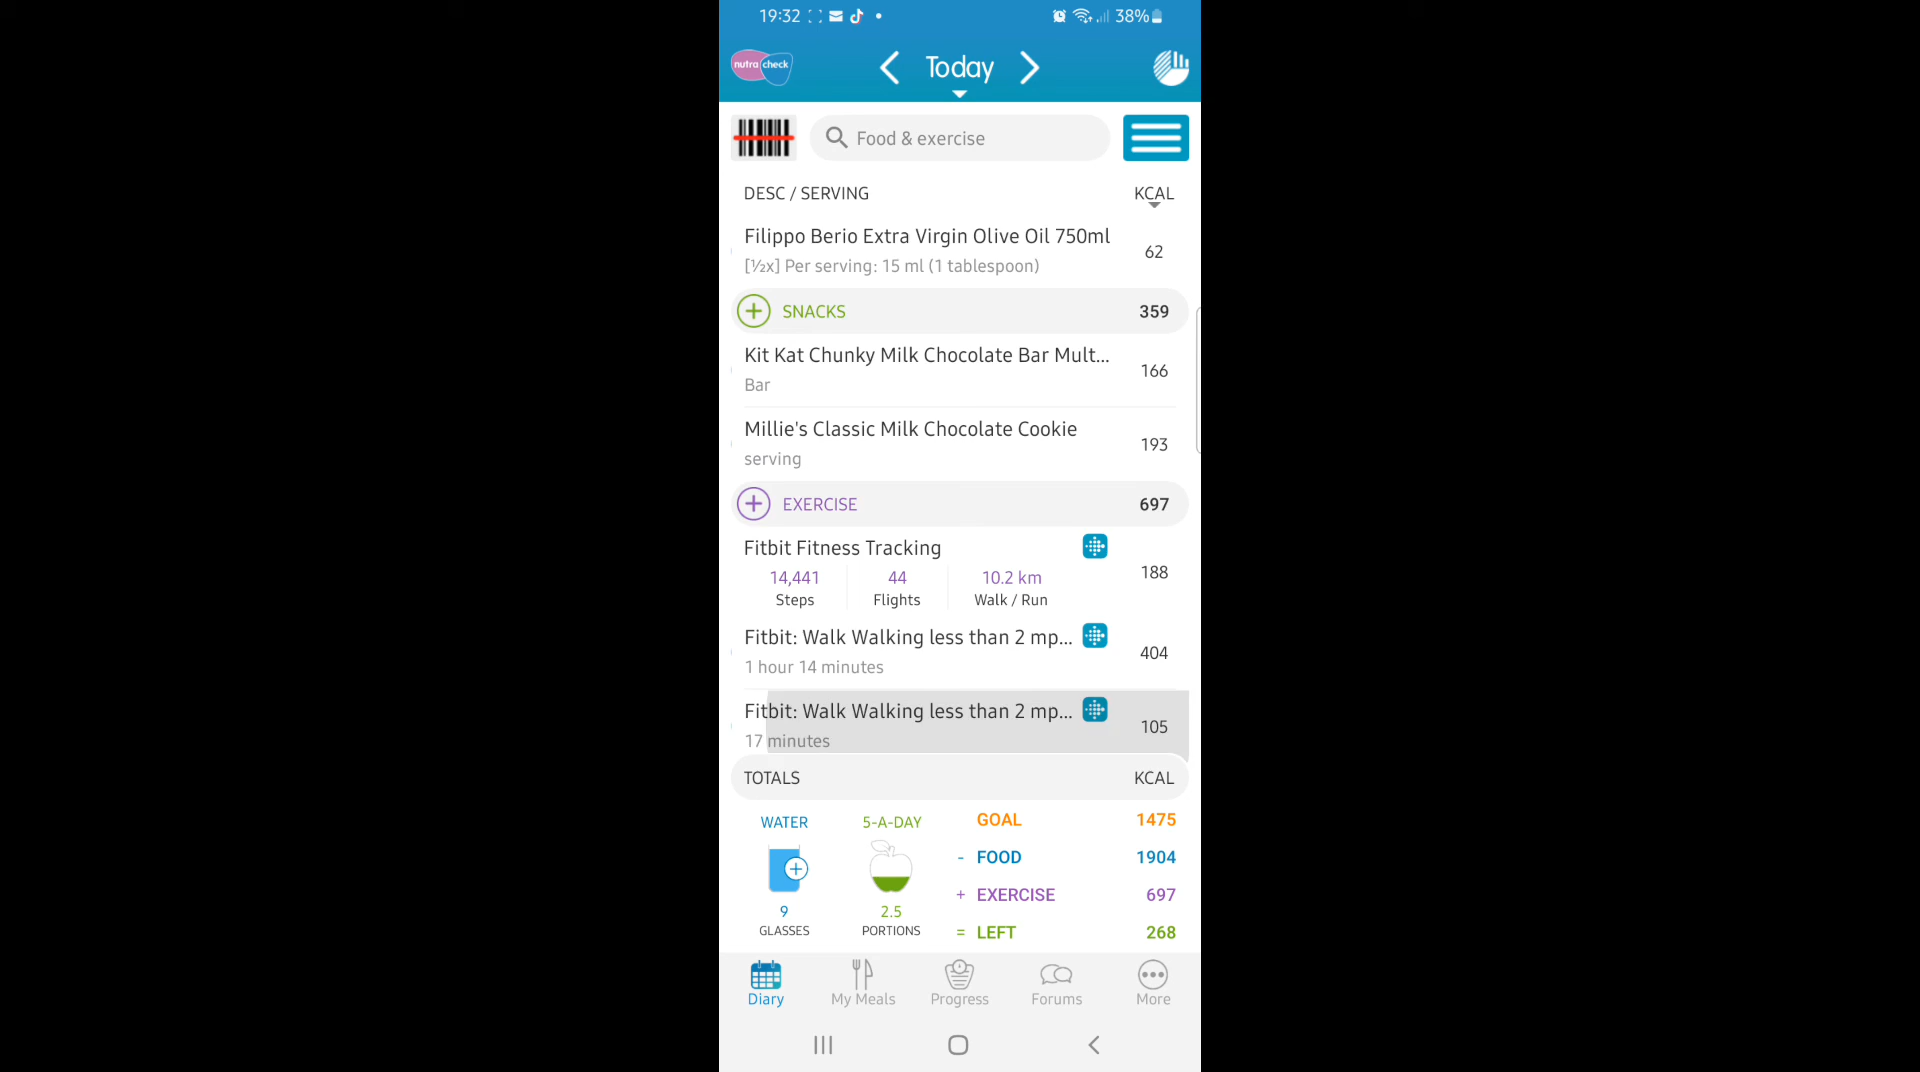 19:32 38%
nutra check Today
Food & exercise
DESC / SERVING KCAL
Filippo Berio Extra Virgin Olive Oil 750ml
[½x] Per serving: 15 ml (1 tablespoon) 62
SNACKS 359
Kit Kat Chunky Milk Chocolate Bar Mult...
Bar 166
Millie's Classic Milk Chocolate Cookie
serving 193
EXERCISE 697
Fitbit Fitness Tracking
188
14,441 44 10.2 km
Steps Flights Walk / Run
Fitbit: Walk Walking less than 2 mp...
1 hour 14 minutes 404
Fitbit: Walk Walking less than 2 mp...
17 minutes 105
TOTALS KCAL
WATER 5-A-DAY GOAL 1475
- FOOD 1904
+ EXERCISE 697
9 2.5
GLASSES PORTIONS = LEFT 268
Diary My Meals Progress Forums More